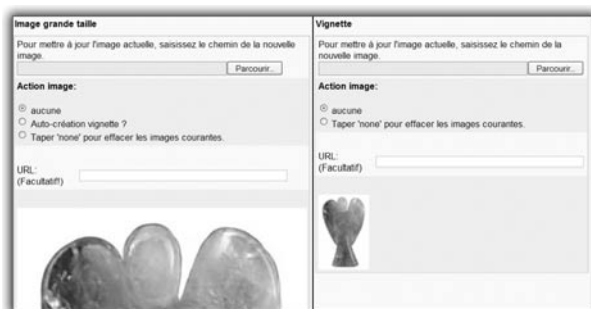 Image grande taille
Pour mettre à jour l'image actuelle, saisissez le chemin de la nouvelle
image.
Parcourir...
Action image:
aucune
Auto-création vignette ?
Taper 'none' pour effacer les images courantes.
URL:
(Facultatif!)
Vignette
Pour mettre à jour l'image actuelle, saisissez le chemin de la
nouvelle image.
Parcourir...
Action image:
aucune
Taper 'none' pour effacer les images courantes.
URL:
(Facultatif)